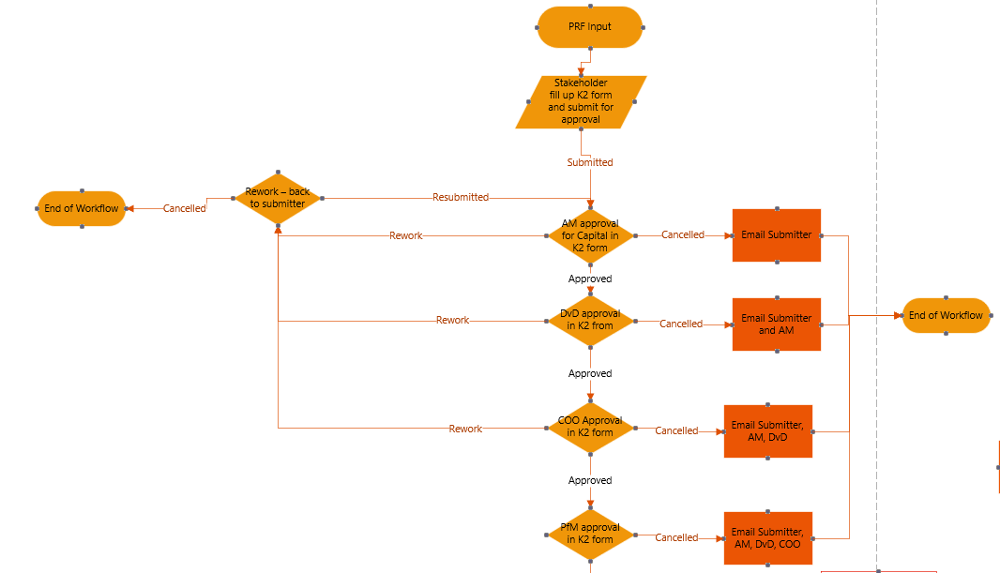 PRF Input
Stakeholder
fill up K2 form
and submit for
approval
Submitted
Rework – back
to submitter
End of Workflow
Cancelled
Resubmitted
AM approval
for Capital in
K2 form
Rework
Cancelled
Email Submitter
Approved
DvD approval
in K2 from
Rework
Cancelled
Email Submitter
and AM
End of Workflow
Approved
COO Approval
in K2 form
Rework
Cancelled
Email Submitter,
AM, DvD
Approved
PfM approval
in K2 form
Cancelled
Email Submitter,
AM, DvD, COO